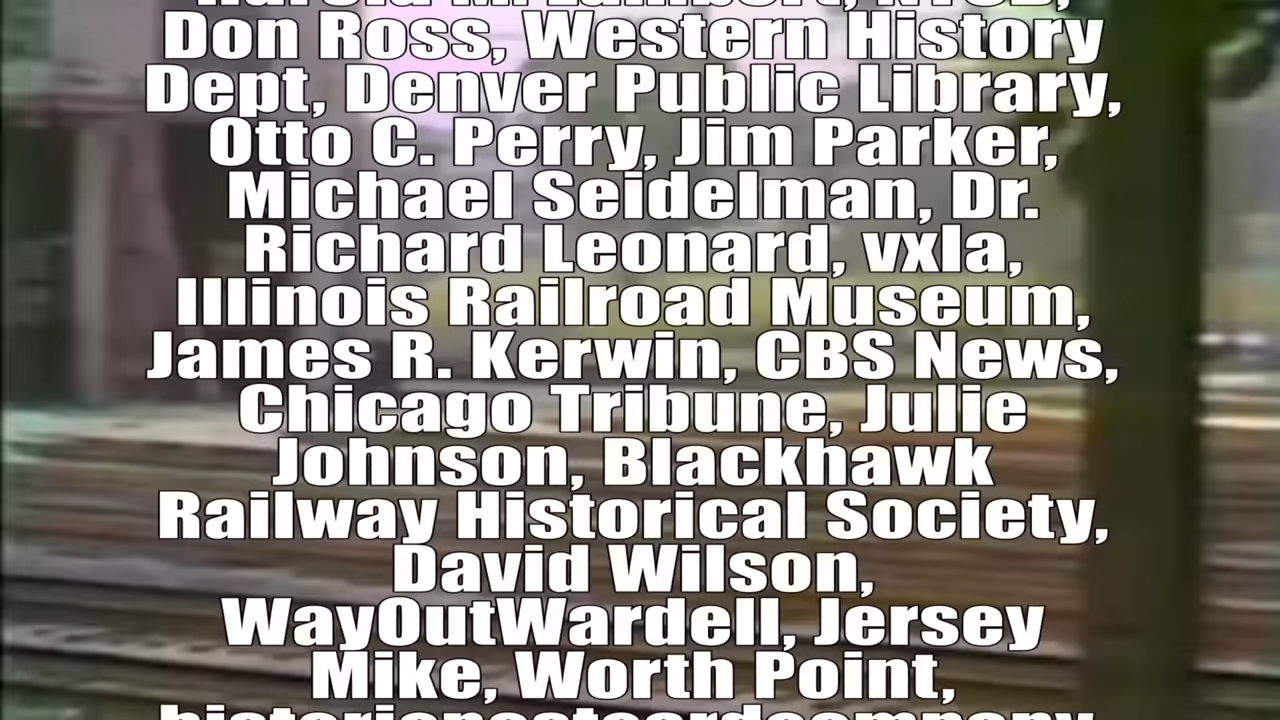 Don Ross, Western History
Dept, Denver Public Library,
Otto C. Perry, Jim Parker,
Michael Seidelman, Dr.
Richard Leonard, vxla,
Illinois Railroad Museum,
James R. Kerwin, CBS News,
Chicago Tribune, Julie
Johnson, Blackhawk
Railway Historical Society,
David Wilson,
WayOutWardell, Jersey
Mike, Worth Point,